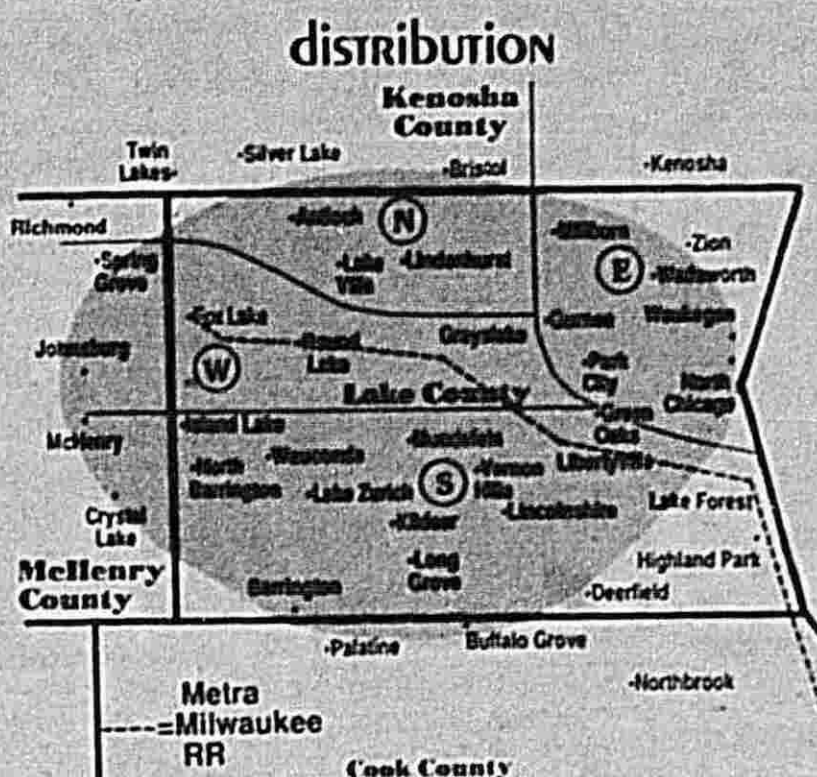 distribution
Kenosha
County
Twin
Lakes-
-Silver Lake
-Bristol
-Kenosha
Richmond
-Antioch
N
-Millburn
-Zion
-Spring
Grove
-Lake
Villa
-Lindenhurst
E
-Wadsworth
-Fox Lake
-Round
Lake
Grayslake
-Gurnee
Waukegan
Johnsburg
W
-Park
City
Lake County
North
Chicago
-Green
Oaks
McHenry
-Island Lake
-Mundelein
-North
Barrington
-Wauconda
-Lake Zurich
S
-Vernon
Hills
Libertyville
Crystal
Lake
-Kildeer
-Lincolnshire
Lake Forest
McHenry
County
Barrington
-Long
Grove
Highland Park
-Deerfield
-Palatine
Buffalo Grove
-Northbrook
Metra
----=Milwaukee
RR
Cook County